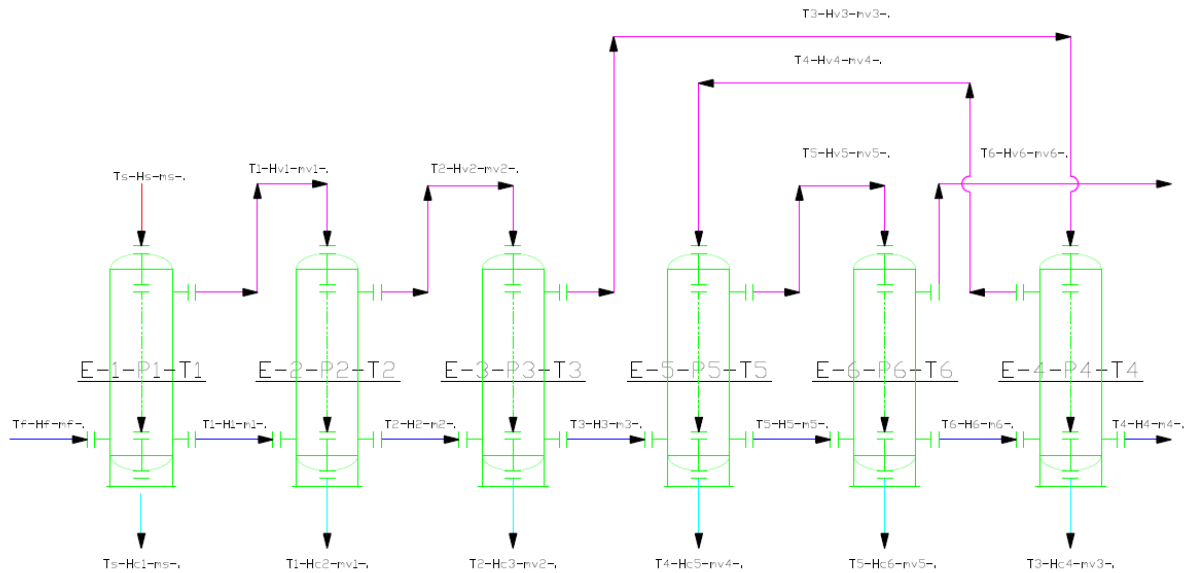 T3-Hv3-mv3-.
T4-Hv4-mv4-.
T1-Hv1-mv1-.
T2-Hv2-mv2-.
T5-Hv5-mv5-.
T6-Hv6-mv6-.
Ts-Hs-ms-.
E-1-P1-T1
E-2-P2-T2
E-3-P3-T3
E-5-P5-T5
E-6-P6-T6
E-4-P4-T4
Tf-Hf-mf-.
T1-H1-m1-.
T2-H2-m2-.
T3-H3-m3-.
T5-H5-m5-.
T6-H6-m6-.
T4-H4-m4-.
Ts-Hc1-ms-.
T1-Hc2-mv1-.
T2-Hc3-mv2-.
T4-Hc5-mv4-.
T5-Hc6-mv5-.
T3-Hc4-mv3-.